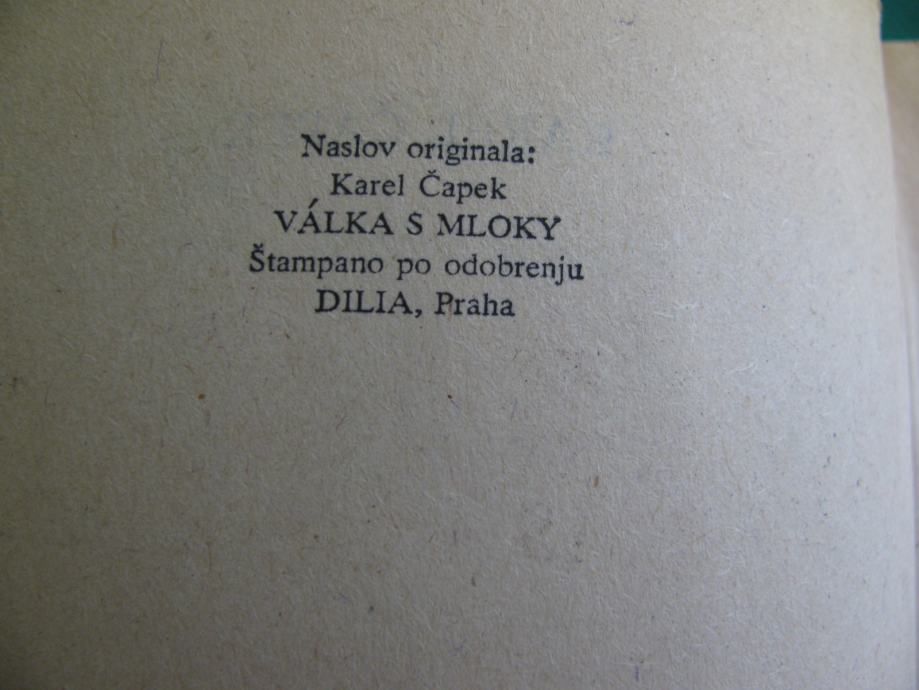 Naslov originala:
Karel Čapek
VÁLKA S MLOKY
Štampano po odobrenju
DILIA, Praha